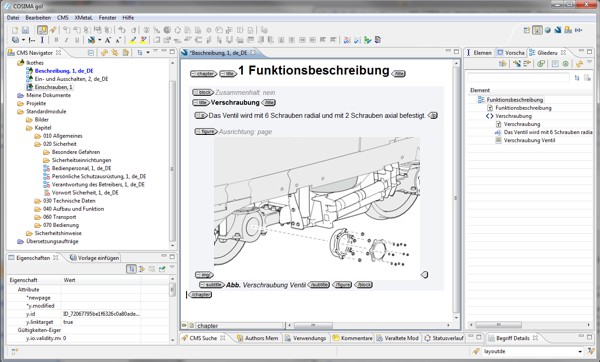 COSIMA go!
Datei Bearbeiten CMS XMetaL Fenster Hilfe
CMS Navigator
Ikothes
Beschreibung, 1, de_DE
Ein- und Ausschalten, 2, de_DE
Einschrauben, 1
Meine Dokumente
Projekte
Standardmodule
Bilder
Kapitel
010 Allgemeines
020 Sicherheit
Besondere Gefahren
Sicherheitseinrichtungen
Bedienpersonal, 1, de_DE
Persönliche Schutzausrüstung, 1, de_DE
Verantwortung des Betreibers, 1, de_DE
Vorwort Sicherheit, 1, de_DE
030 Technische Daten
040 Aufbau und Funktion
060 Transport
070 Bedienung
Sicherheitshinweise
Übersetzungsaufträge
Eigenschaften Vorlage einfügen
Eigenschaft Wert
Attribute
*newpage
*y.modified
y.id ID_72067795be1f6326c0a80ade...
y.linktarget true
Gültigkeiten-Eiger
y.io.validity.m 0
*Beschreibung, 1, de_DE
chapter title 1 Funktionsbeschreibung /title
block Zusammenhalt: nein
title Verschraubung /title
p Das Ventil wird mit 6 Schrauben radial und mit 2 Schrauben axial befestigt. /p
figure Ausrichtung: page
img
subtitle Abb. Verschraubung Ventil /subtitle /figure /block
/chapter
chapter
CMS Suche Authors Mem Verwendungs Kommentare Veraltete Mod Statusverlauf
Elemen Vorscha Gliederu
Element
Funktionsbeschreibung
Funktionsbeschreibung
Verschraubung
Verschraubung
Das Ventil wird mit 6 Schrauben radia
Verschraubung Ventil
Begriff Details
layoutitle